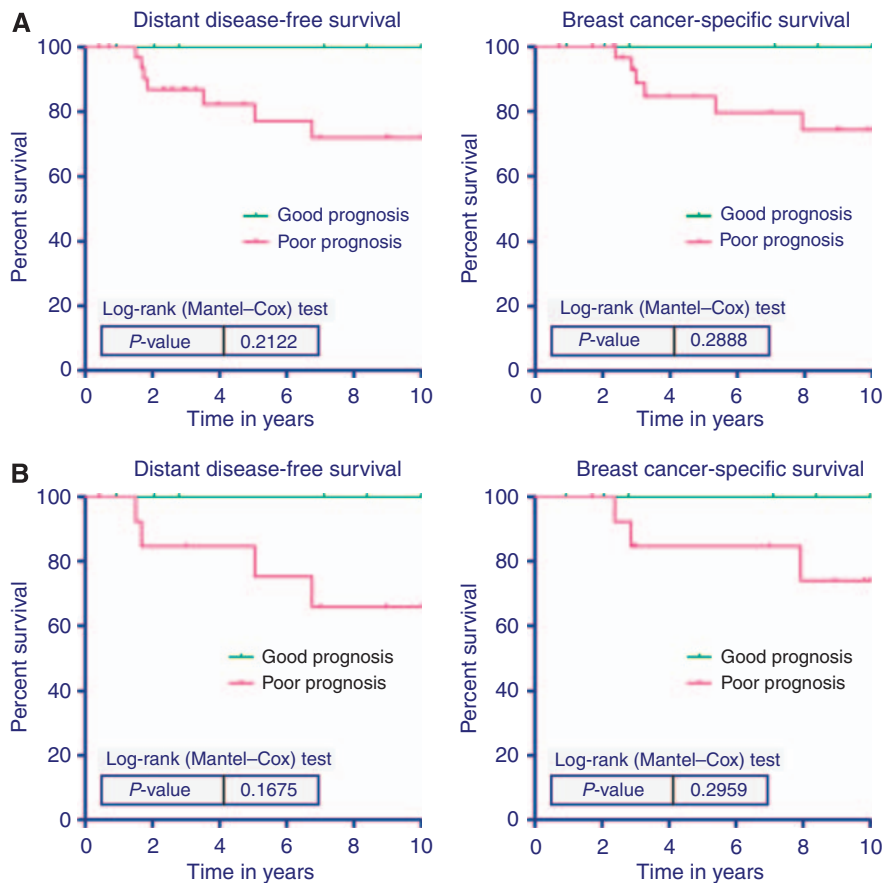 A
Distant disease-free survival
Breast cancer-specific survival
Percent survival
100
80
60
40
20
0
Good prognosis
Poor prognosis
Log-rank (Mantel–Cox) test
P-value 0.2122
0 2 4 6 8 10
Time in years
Percent survival
100
80
60
40
20
0
Good prognosis
Poor prognosis
Log-rank (Mantel–Cox) test
P-value 0.2888
0 2 4 6 8 10
Time in years
B
Distant disease-free survival
Breast cancer-specific survival
Percent survival
100
80
60
40
20
0
Good prognosis
Poor prognosis
Log-rank (Mantel–Cox) test
P-value 0.1675
0 2 4 6 8 10
Time in years
Percent survival
100
80
60
40
20
0
Good prognosis
Poor prognosis
Log-rank (Mantel–Cox) test
P-value 0.2959
0 2 4 6 8 10
Time in years